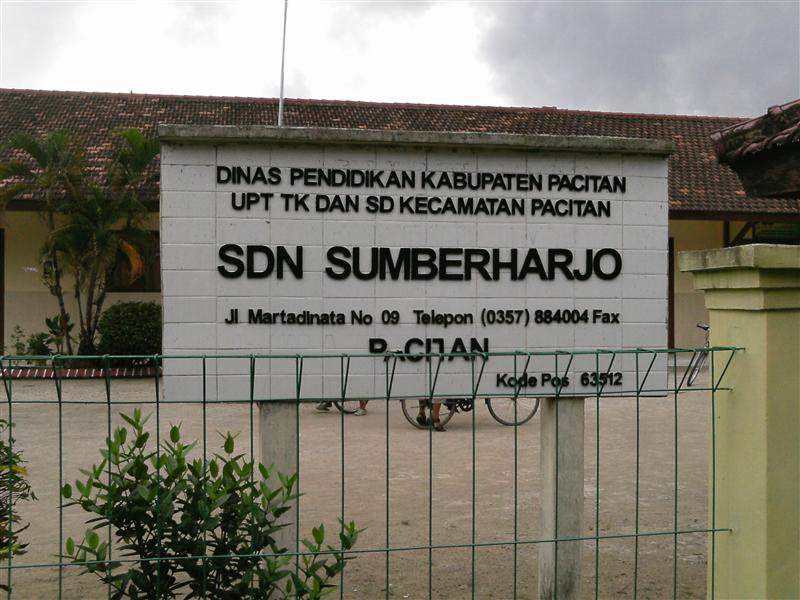 DINAS PENDIDIKAN KABUPATEN PACITAN
UPT TK DAN SD KECAMATAN PACITAN
SDN SUMBERHARJO
Jl Martadinata No 09 Telepon (0357) 884004 Fax
PACITAN
Kode Pos 63512